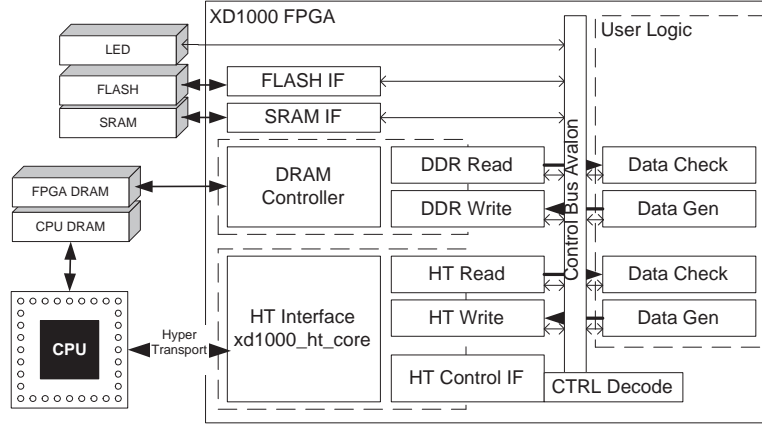 XD1000 FPGA
User Logic
LED
FLASH
SRAM
FLASH IF
SRAM IF
Control Bus Avalon
DRAM
Controller
DDR Read
DDR Write
Data Check
Data Gen
FPGA DRAM
CPU DRAM
HT Interface
xd1000_ht_core
HT Read
HT Write
HT Control IF
Data Check
Data Gen
CPU
Hyper
Transport
CTRL Decode